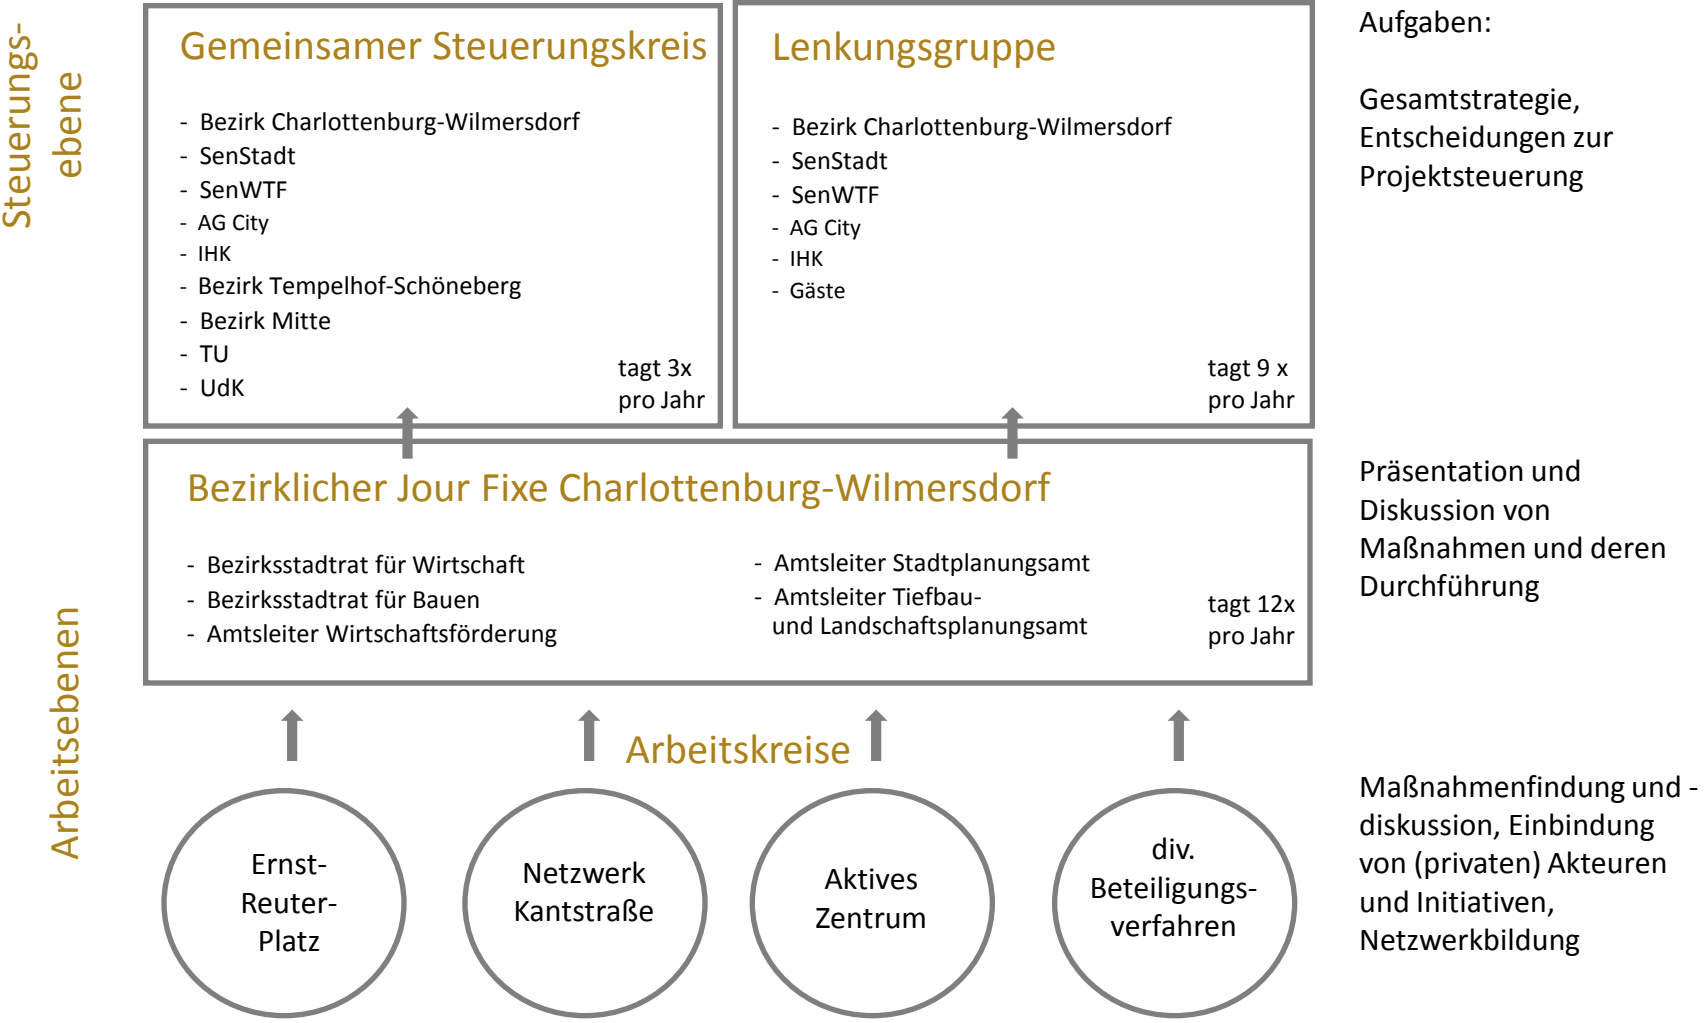 Steuerungs-
ebene
Gemeinsamer Steuerungskreis
- Bezirk Charlottenburg-Wilmersdorf
- SenStadt
- SenWTF
- AG City
- IHK
- Bezirk Tempelhof-Schöneberg
- Bezirk Mitte
- TU
- UdK
tagt 3x
pro Jahr
Lenkungsgruppe
- Bezirk Charlottenburg-Wilmersdorf
- SenStadt
- SenWTF
- AG City
- IHK
- Gäste
tagt 9 x
pro Jahr
Aufgaben:
Gesamtstrategie,
Entscheidungen zur
Projektsteuerung
Arbeitsebenen
Bezirklicher Jour Fixe Charlottenburg-Wilmersdorf
- Bezirksstadtrat für Wirtschaft
- Bezirksstadtrat für Bauen
- Amtsleiter Wirtschaftsförderung
- Amtsleiter Stadtplanungsamt
- Amtsleiter Tiefbau-
und Landschaftsplanungsamt
tagt 12x
pro Jahr
Präsentation und
Diskussion von
Maßnahmen und deren
Durchführung
Arbeitskreise
Ernst-
Reuter-
Platz
Netzwerk
Kantstraße
Aktives
Zentrum
div.
Beteiligungs-
verfahren
Maßnahmenfindung und -
diskussion, Einbindung
von (privaten) Akteuren
und Initiativen,
Netzwerkbildung